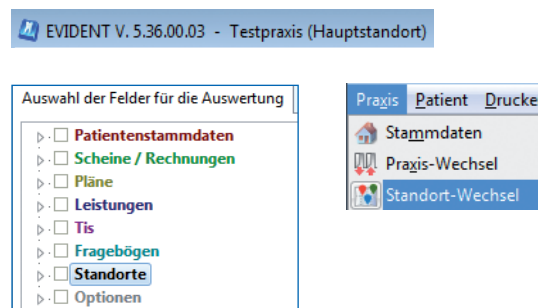 EVIDENT V. 5.36.00.03 - Testpraxis (Hauptstandort)
Auswahl der Felder für die Auswertung
Patientenstammdaten
Scheine / Rechnungen
Pläne
Leistungen
Tis
Fragebögen
Standorte
Optionen
Praxis Patient Drucke
Stammdaten
Praxis-Wechsel
Standort-Wechsel